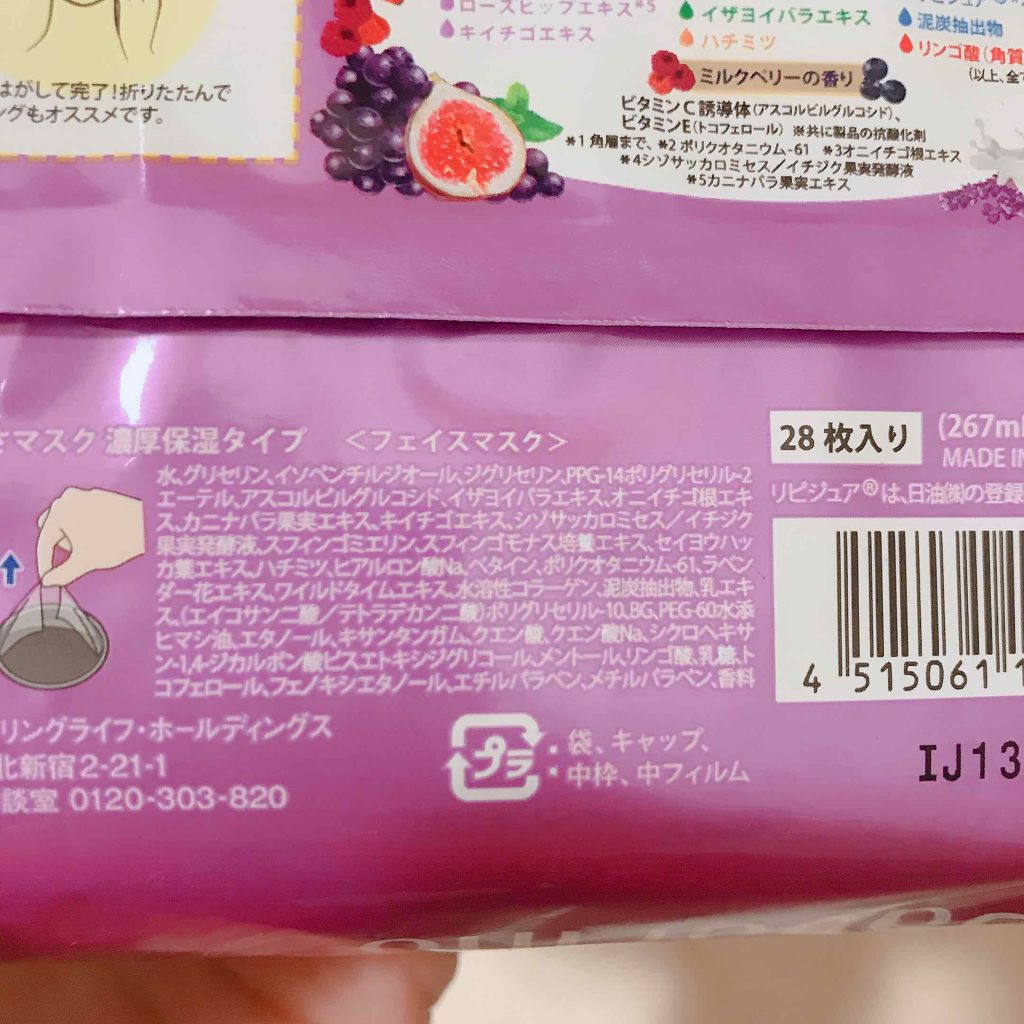 ローズヒップエキス*5
キイチゴエキス
イザヨイバラエキス
ハチミツ
泥炭抽出物
リンゴ酸(角質
(以上、全
ミルクベリーの香り
はがして完了!折りたたんで
グもオススメです。
ビタミンC誘導体(アスコルビルグルコシド)、
ビタミンE(トコフェロール) ※共に製品の抗酸化剤
*1 角層まで、*2 ポリクオタニウム-61 *3オニイチゴ根エキス
*4シゾサッカロミセス/イチジク果実発酵液
*5カニナバラ果実エキス
さマスク 濃厚保湿タイプ <フェイスマスク>
水、グリセリン、イソペンチルジオール、ジグリセリン、PPG-14ポリグリセリル-2
エーテル、アスコルビルグルコシド、イザヨイバラエキス、オニイチゴ根エキ
ス、カニナバラ果実エキス、キイチゴエキス、シゾサッカロミセス/イチジク
果実発酵液、スフィンゴミエリン、スフィンゴモナス培養エキス、セイヨウハッ
カ葉エキス、ハチミツ、ヒアルロン酸Na、ベタイン、ポリクオタニウム-61、ラベン
ダー花エキス、ワイルドタイムエキス、水溶性コラーゲン、泥炭抽出物、乳エキ
ス、(エイコサン二酸/テトラデカン二酸)ポリグリセリル-10、BG、PEG-60水添
ヒマシ油、エタノール、キサンタンガム、クエン酸、クエン酸Na、シクロヘキサ
ン-1,4-ジカルボン酸ビスエトキシジグリコール、メントール、リンゴ酸、乳糖、ト
コフェロール、フェノキシエタノール、エチルパラベン、メチルパラベン、香料
28 枚入り
(267ml
MADE IN
リピジュア®は、日油㈱の登録
4 515061 1
リングライフ・ホールディングス
北新宿2-21-1
談室 0120-303-820
プラ
: 袋、キャップ、
: 中枠、中フィルム
IJ13